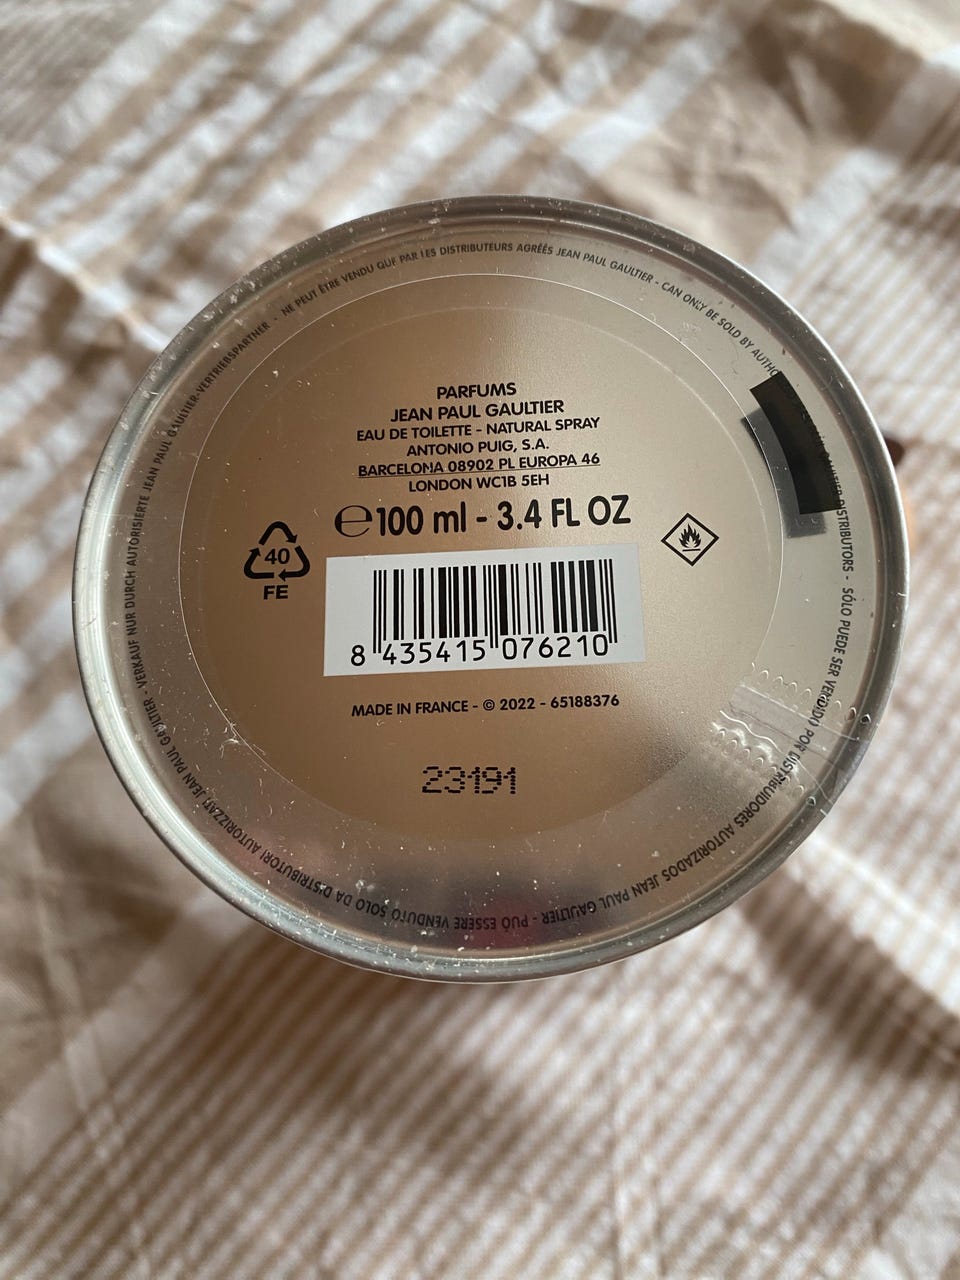 NE PEUT ÊTRE VENDU QUE PAR LES DISTRIBUTEURS AGRÉÉS JEAN PAUL GAULTIER - CAN ONLY BE SOLD BY AUTHO GAULTIER DISTRIBUTORS - SÓLO PUEDE SER VENDIDO POR DISTRIBUIDORES AUTORIZADOS JEAN PAUL GAULTIER - PUÒ ESSERE VENDUTO SOLO DA DISTRIBUTORI AUTORIZZATI JEAN PAUL GAULTIER - VERKAUF NUR DURCH AUTORISIERTE JEAN PAUL GAULTIER-VERTRIEBSPARTNER -
PARFUMS
JEAN PAUL GAULTIER
EAU DE TOILETTE - NATURAL SPRAY
ANTONIO PUIG, S.A.
BARCELONA 08902 PL EUROPA 46
LONDON WC1B 5EH
℮100 ml - 3.4 FL OZ
40
FE
8 435415 076210
MADE IN FRANCE - © 2022 - 65188376
23191